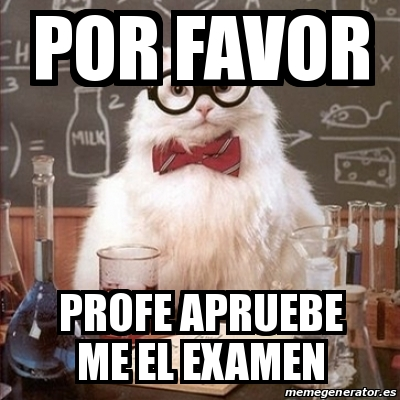 POR FAVOR
MILK
PROFE APRUEBE
ME EL EXAMEN
memegenerator.es